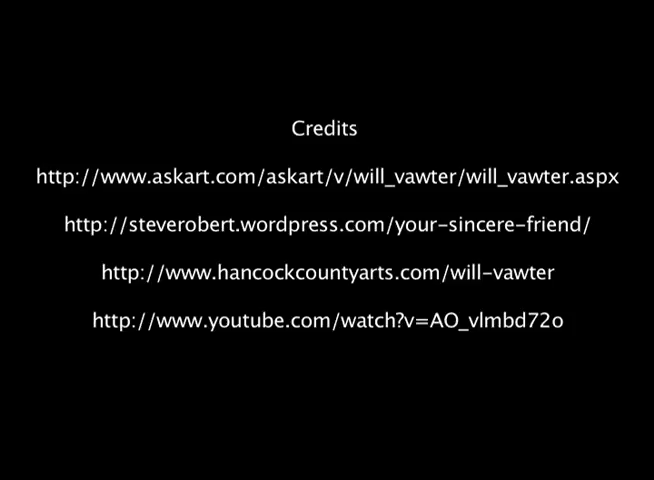 Credits
http://www.askart.com/askart/v/will_vawter/will_vawter.aspx
http://steverobert.wordpress.com/your-sincere-friend/
http://www.hancockcountyarts.com/will-vawter
http://www.youtube.com/watch?v=AO_vlmbd72o